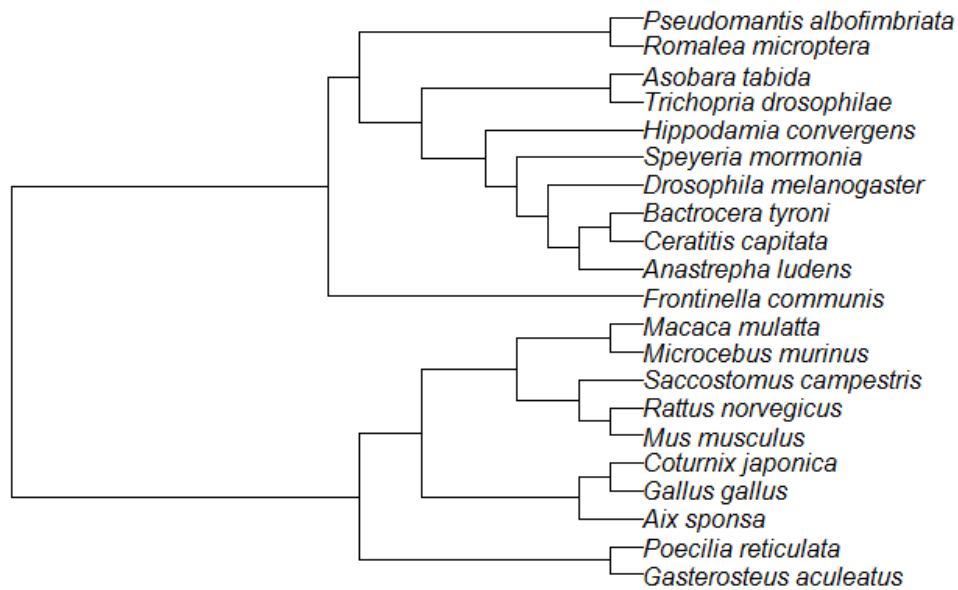 Pseudomantis albofimbriata
Romalea microptera
Asobara tabida
Trichopria drosophilae
Hippodamia convergens
Speyeria mormonia
Drosophila melanogaster
Bactrocera tyroni
Ceratitis capitata
Anastrepha ludens
Frontinella communis
Macaca mulatta
Microcebus murinus
Saccostomus campestris
Rattus norvegicus
Mus musculus
Coturnix japonica
Gallus gallus
Aix sponsa
Poecilia reticulata
Gasterosteus aculeatus